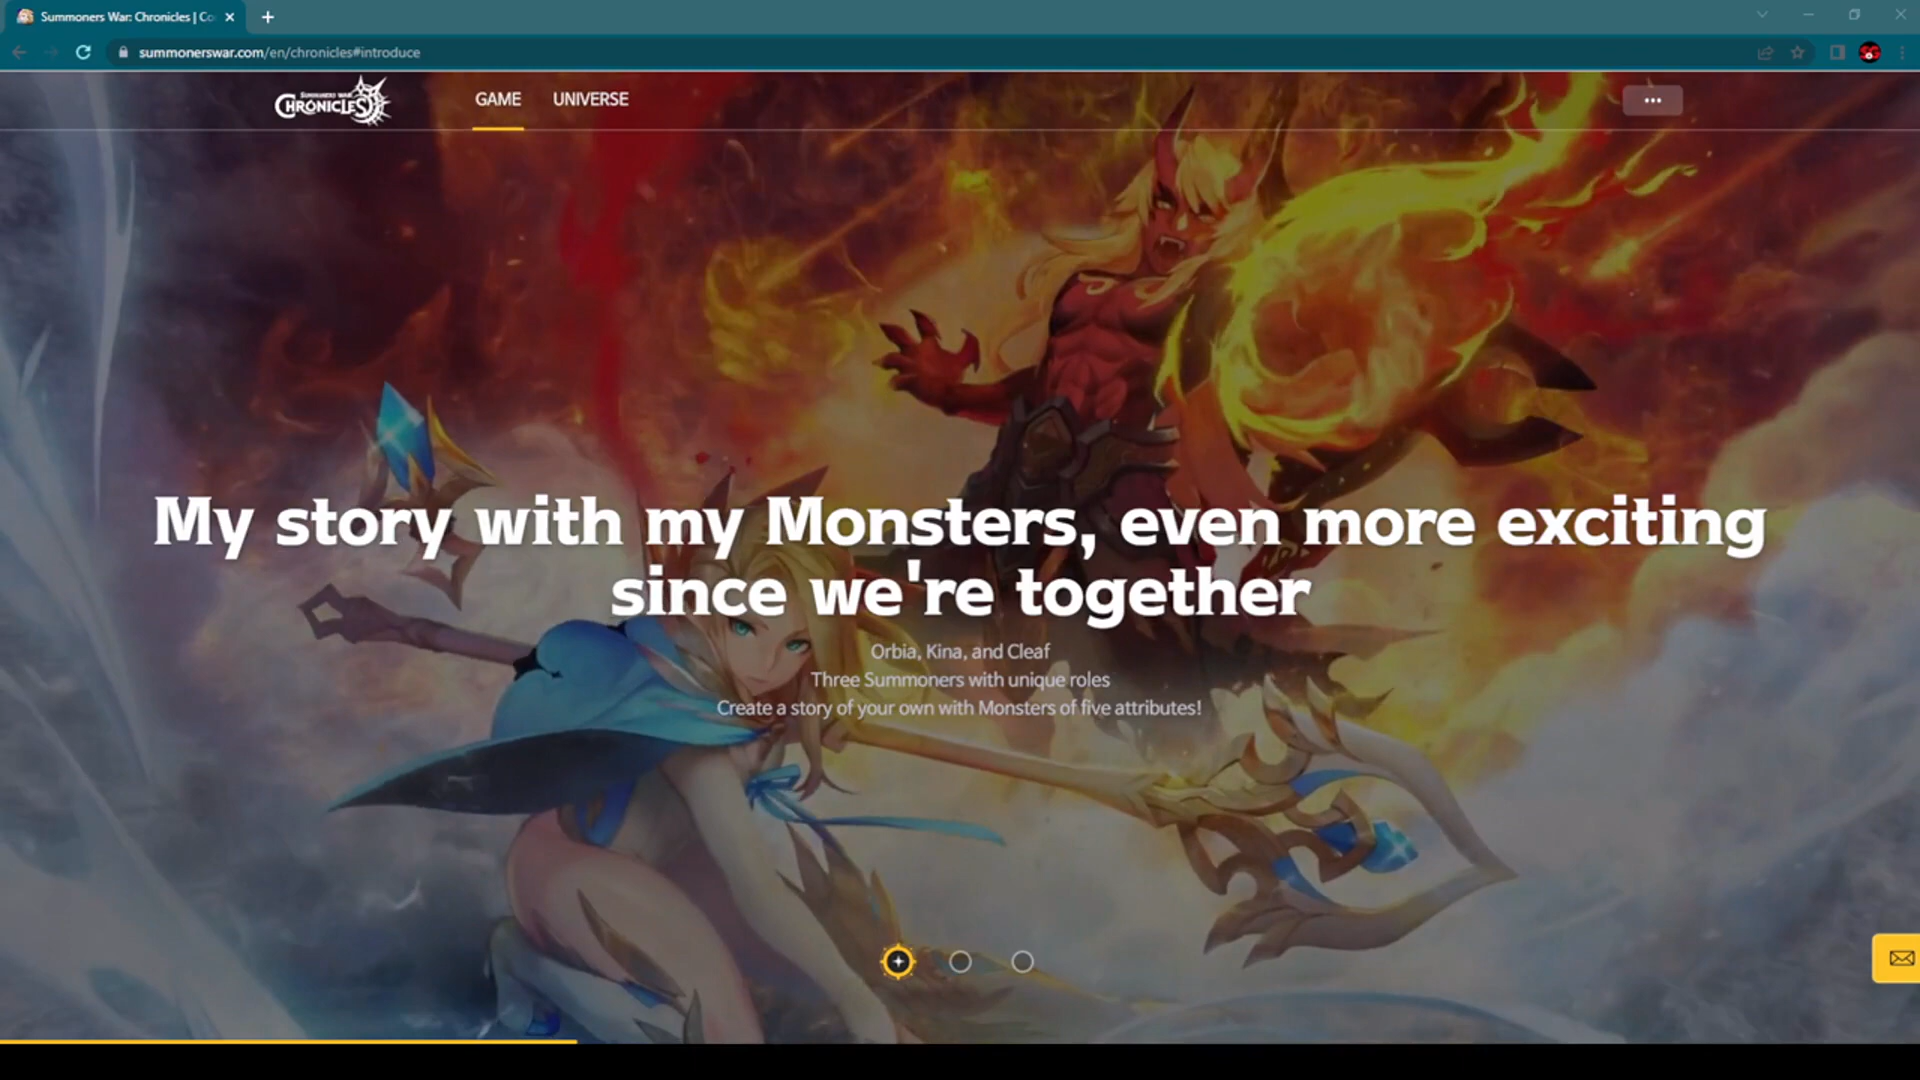 Summoners War: Chronicles | Co
summonerswar.com/en/chronicles#introduce
SUMMONERS WAR
CHRONICLES
GAME
UNIVERSE
My story with my Monsters, even more exciting
since we're together
Orbia, Kina, and Cleaf
Three Summoners with unique roles
Create a story of your own with Monsters of five attributes!